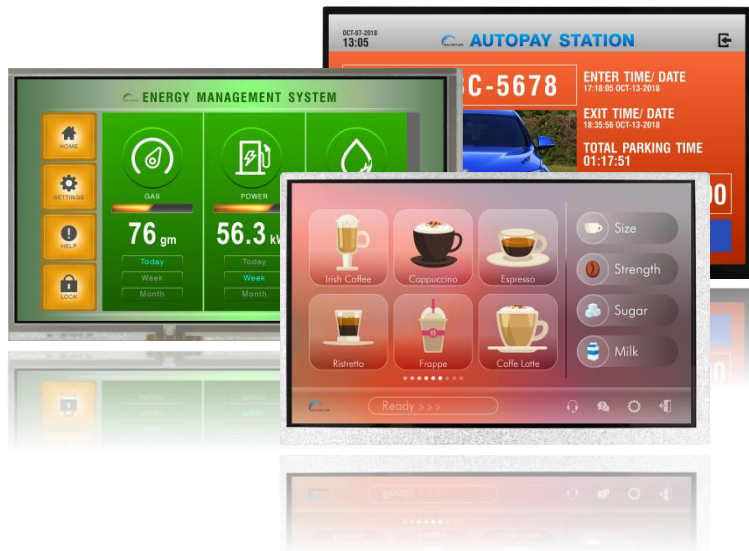 OCT-07-2018
13:05
AUTOPAY STATION
C-5678
ENTER TIME/ DATE
17:18:05 OCT-13-2018
EXIT TIME/ DATE
18:35:56 OCT-13-2018
TOTAL PARKING TIME
01:17:51
ENERGY MANAGEMENT SYSTEM
HOME
SETTINGS
HELP
LOCK
GAS
76 gm
Today
Week
Month
POWER
56.3
Today
Week
Month
Irish Coffee
Cappuccino
Espresso
Ristretto
Frappe
Caffe Latte
Size
Strength
Sugar
Milk
Ready >>>